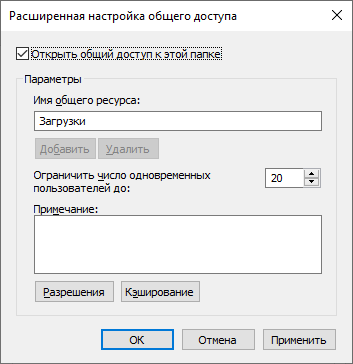 Расширенная настройка общего доступа
Открыть общий доступ к этой папке
Параметры
Имя общего ресурса:
Загрузки
Добавить Удалить
Ограничить число одновременных 20
пользователей до:
Примечание:
Разрешения Кэширование
ОК Отмена Применить